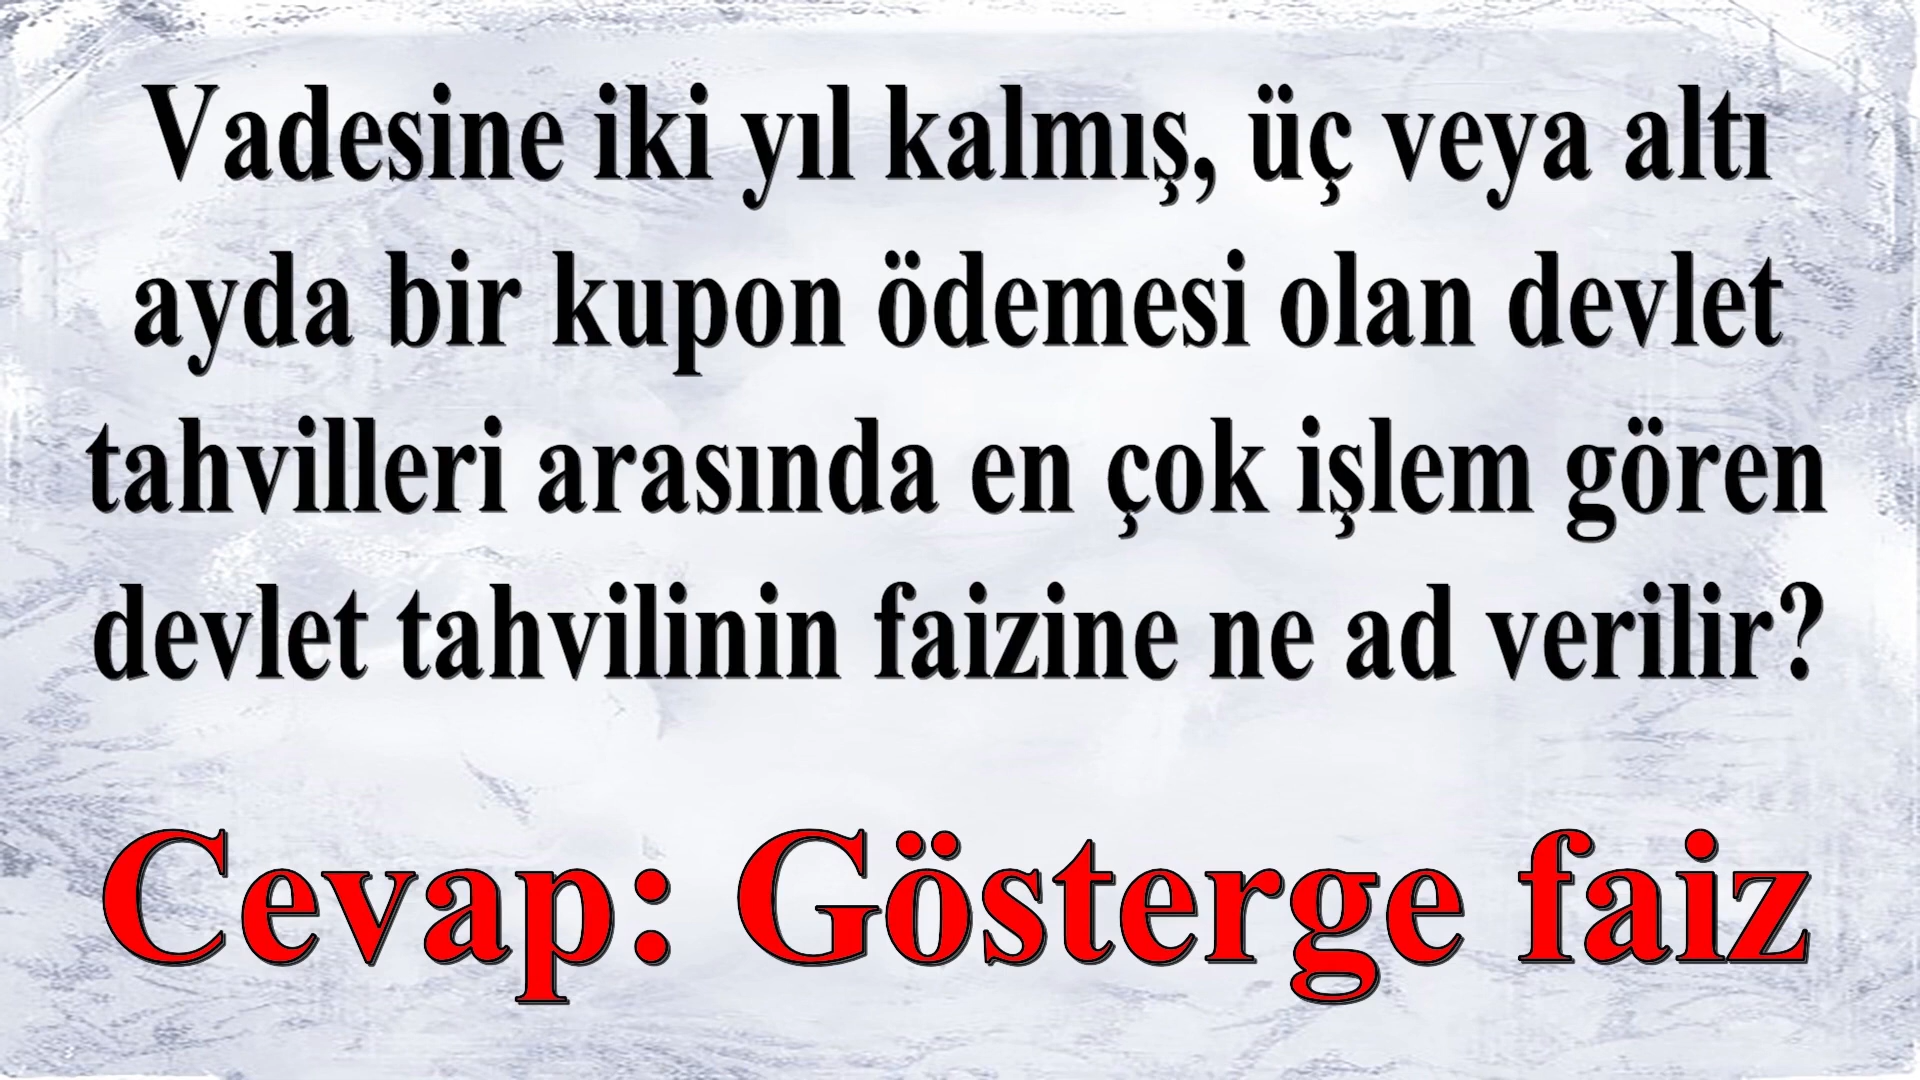 Vadesine iki yıl kalmış, üç veya altı
ayda bir kupon ödemesi olan devlet
tahvilleri arasında en çok işlem gören
devlet tahvilinin faizine ne ad verilir?
Cevap: Gösterge faiz